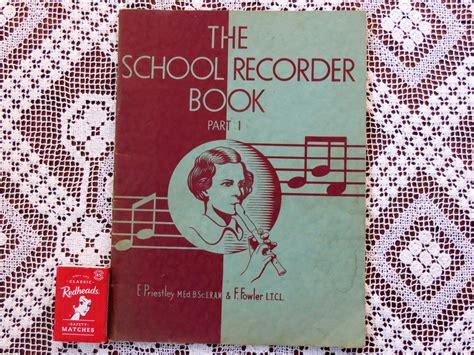 THE
SCHOOL RECORDER
BOOK
PART 1
E Priestley M.Ed. B.Sc. I.R.A.M. & F. Fowler L.T.C.L.
CLASSIC
Redheads.
SAFETY
MATCHES